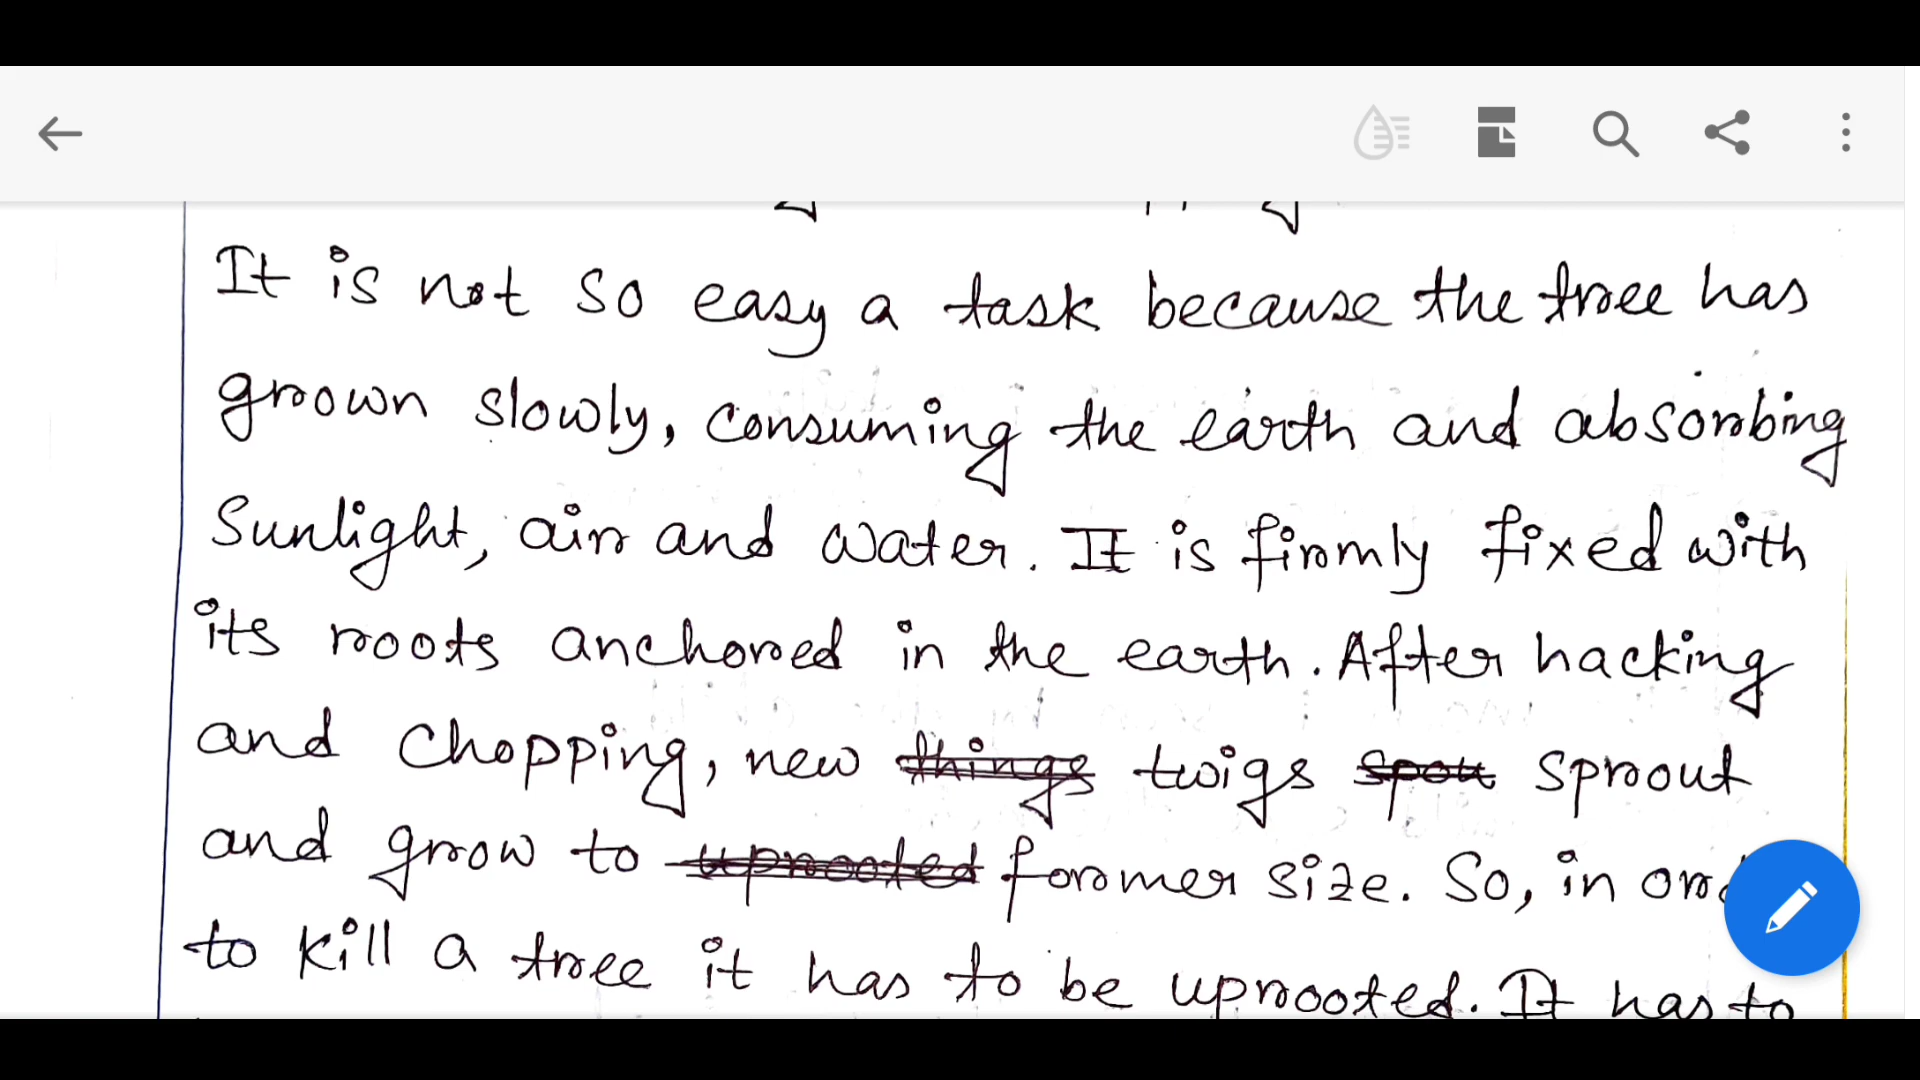 It is not so easy a task because the tree has
grown slowly, consuming the earth and absorbing
Sunlight, air and water. It is firmly fixed with
its roots anchored in the earth. After hacking
and chopping, new things twigs spou sprout
and grow to uprooted former size. So, in
to kill a tree it has to be uprooted. It has to